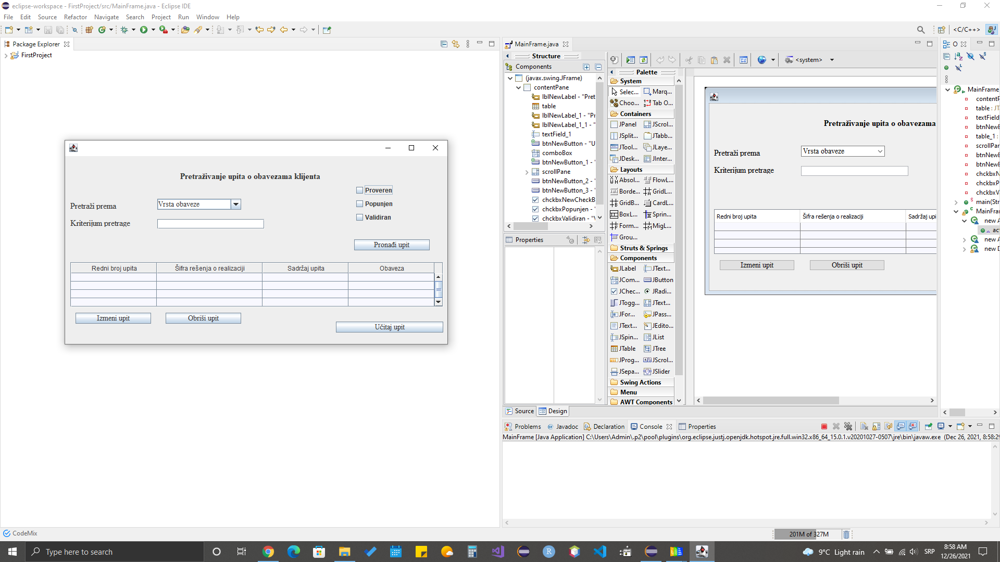 eclipse-workspace - FirstProject/src/MainFrame.java - Eclipse IDE
File Edit Source Refactor Navigate Search Project Run Window Help
<C/C++>
Package Explorer
FirstProject
Pretraživanje upita o obavezama klijenta
Proveren
Pretraži prema
Vrsta obaveze
Popunjen
Kriterijum pretrage
Validiran
Pronađi upit
Redni broj upita Šifra rešenja o realizaciji Sadržaj upita Obaveza
Izmeni upit Obriši upit
Učitaj upit
MainFrame.java
Structure
Components
(javax.swing.JFrame)
contentPane
lblNewLabel - "Pret
table
lblNewLabel_1 - "Pr
lblNewLabel_1_1 - "
textField_1
btnNewButton - "U
comboBox
btnNewButton_1 - '
scrollPane
btnNewButton_2 - '
btnNewButton_3 - '
chckbxNewCheckB
chckbxPopunjen - '
chckbxValidiran - "\
Properties
<system>
Palette
System
Selec... Marq...
Choo... Tab O...
Containers
JPanel JScrol...
JSplit... JTabb...
JTool... JLaye...
JDesk... JInter...
Layouts
Absol... FlowL...
Borde... GridL...
GridB... CardL...
BoxL... Sprin...
Form... MigL...
Grou...
Struts & Springs
Components
JLabel JText...
JCom... JButton
JChec... JRadi...
JTogg... JText...
JFor... JPass...
JText... JEdito...
JSpin... JList
JTable JTree
JProg... JScrol...
JSepa... JSlider
Swing Actions
Menu
AWT Components
Pretraživanje upita o obavezama
Pretraži prema
Vrsta obaveze
Kriterijum pretrage
Redni broj upita Šifra rešenja o realizaciji Sadržaj upi
Izmeni upit Obriši upit
O
MainFrame
contentP
table : JT
textField
btnNewB
table_1 :
scrollPan
btnNewB
btnNewB
chckbxN
chckbxP
chckbxVa
main(Str
MainFrar
new A
act
new A
new D
Source Design
Problems Javadoc Declaration Console Properties
MainFrame [Java Application] C:\Users\Admin\.p2\pool\plugins\org.eclipse.justj.openjdk.hotspot.jre.full.win32.x86_64_15.0.1.v20201027-0507\jre\bin\javaw.exe (Dec 26, 2021, 8:58:29
CodeMix
201M of 327M
Type here to search
9°C Light rain
SRP
8:58 AM
12/26/2021